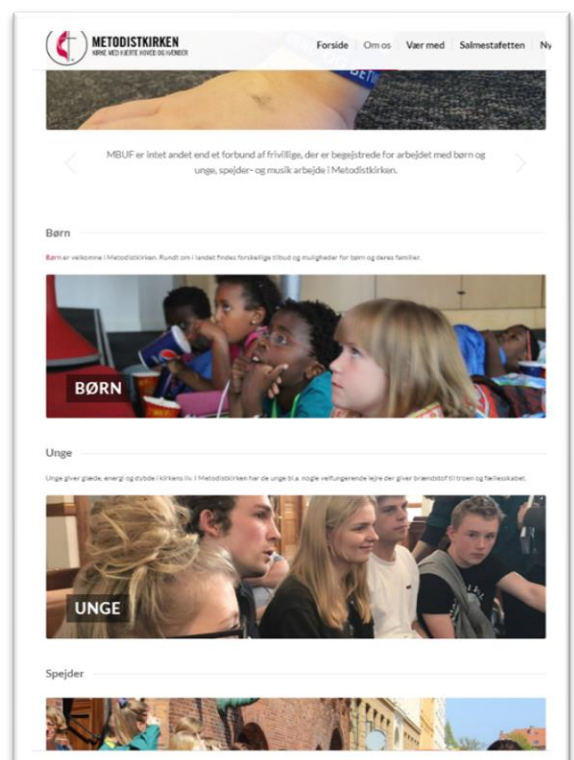 METODISTKIRKEN
KIRKE MED HJERTE HOVED OG HÆNDER
Forside Om os Vær med Salmestafetten Ny
MBUF er intet andet end et forbund af frivillige, der er begejstrede for arbejdet med børn og
unge, spejder- og musik arbejde i Metodistkirken.
Børn
Børn er velkomne i Metodistkirken. Rundt om i landet findes forskellige tilbud og muligheder for børn og deres familier.
BØRN
Unge
Unge giver glæde, energi og dybde i kirkens liv. I Metodistkirken har de unge bl.a. nogle velfungerende lejre der giver brændstof til troen og fællesskabet.
UNGE
Spejder